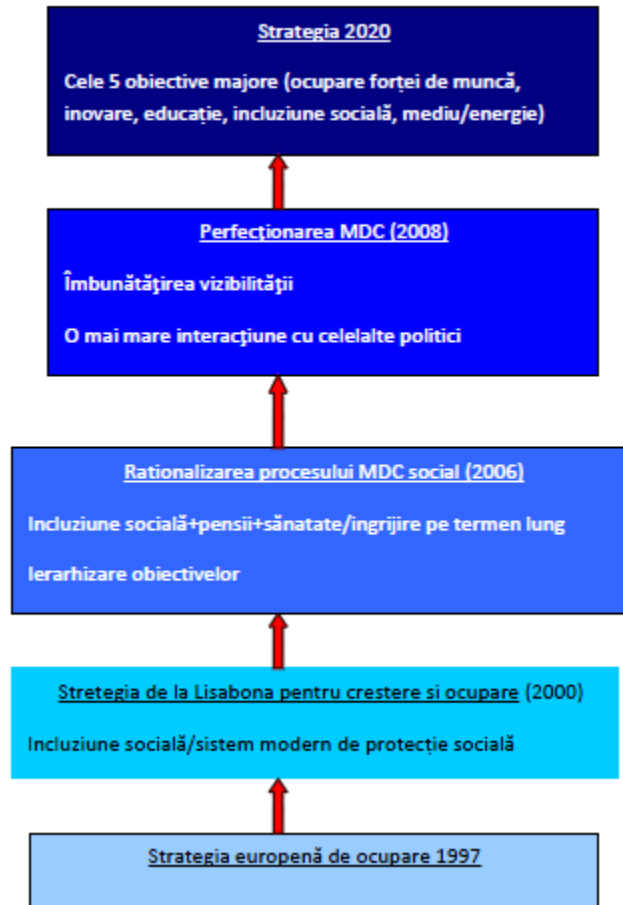 Strategia 2020
Cele 5 obiective majore (ocupare forței de muncă,
inovare, educație, incluziune socială, mediu/energie)
Perfecţionarea MDC (2008)
Îmbunătăţirea vizibilităţii
O mai mare interacţiune cu celelalte politici
Rationalizarea procesului MDC social (2006)
Incluziune socială+pensii+sănatate/ingrijire pe termen lung
Ierarhizare obiectivelor
Stretegia de la Lisabona pentru crestere si ocupare (2000)
Incluziune socială/sistem modern de protecție socială
Strategia europenă de ocupare 1997